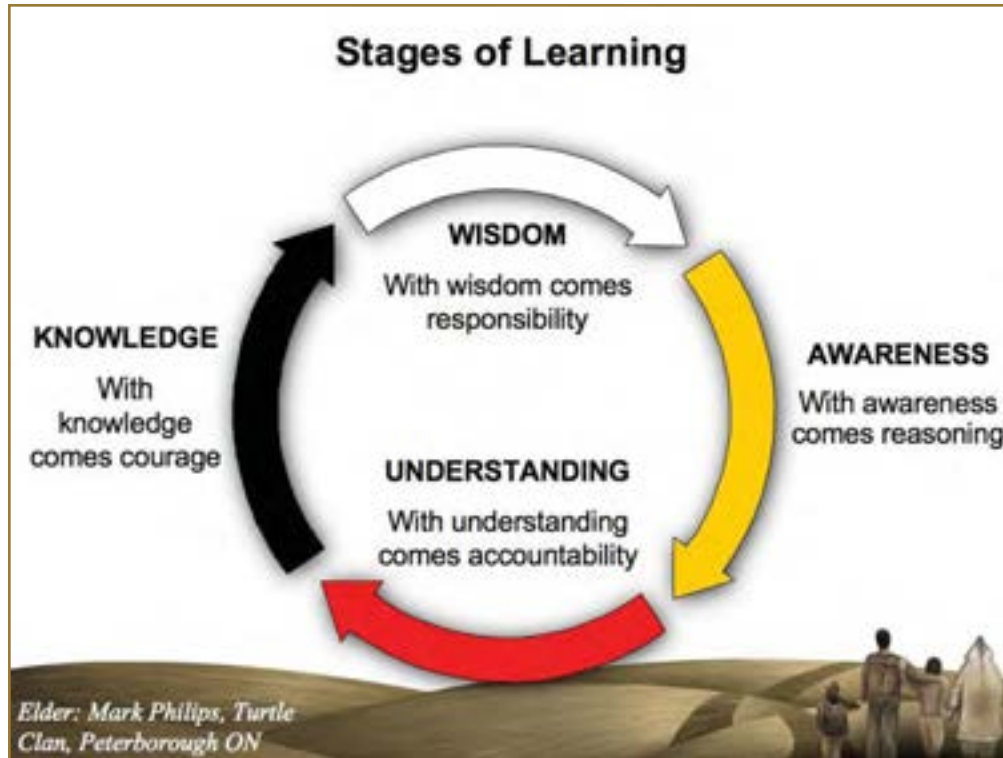 Stages of Learning
WISDOM
With wisdom comes
responsibility
KNOWLEDGE
With
knowledge
comes courage
AWARENESS
With awareness
comes reasoning
UNDERSTANDING
With understanding
comes accountability
Elder: Mark Philips, Turtle
Clan, Peterborough ON